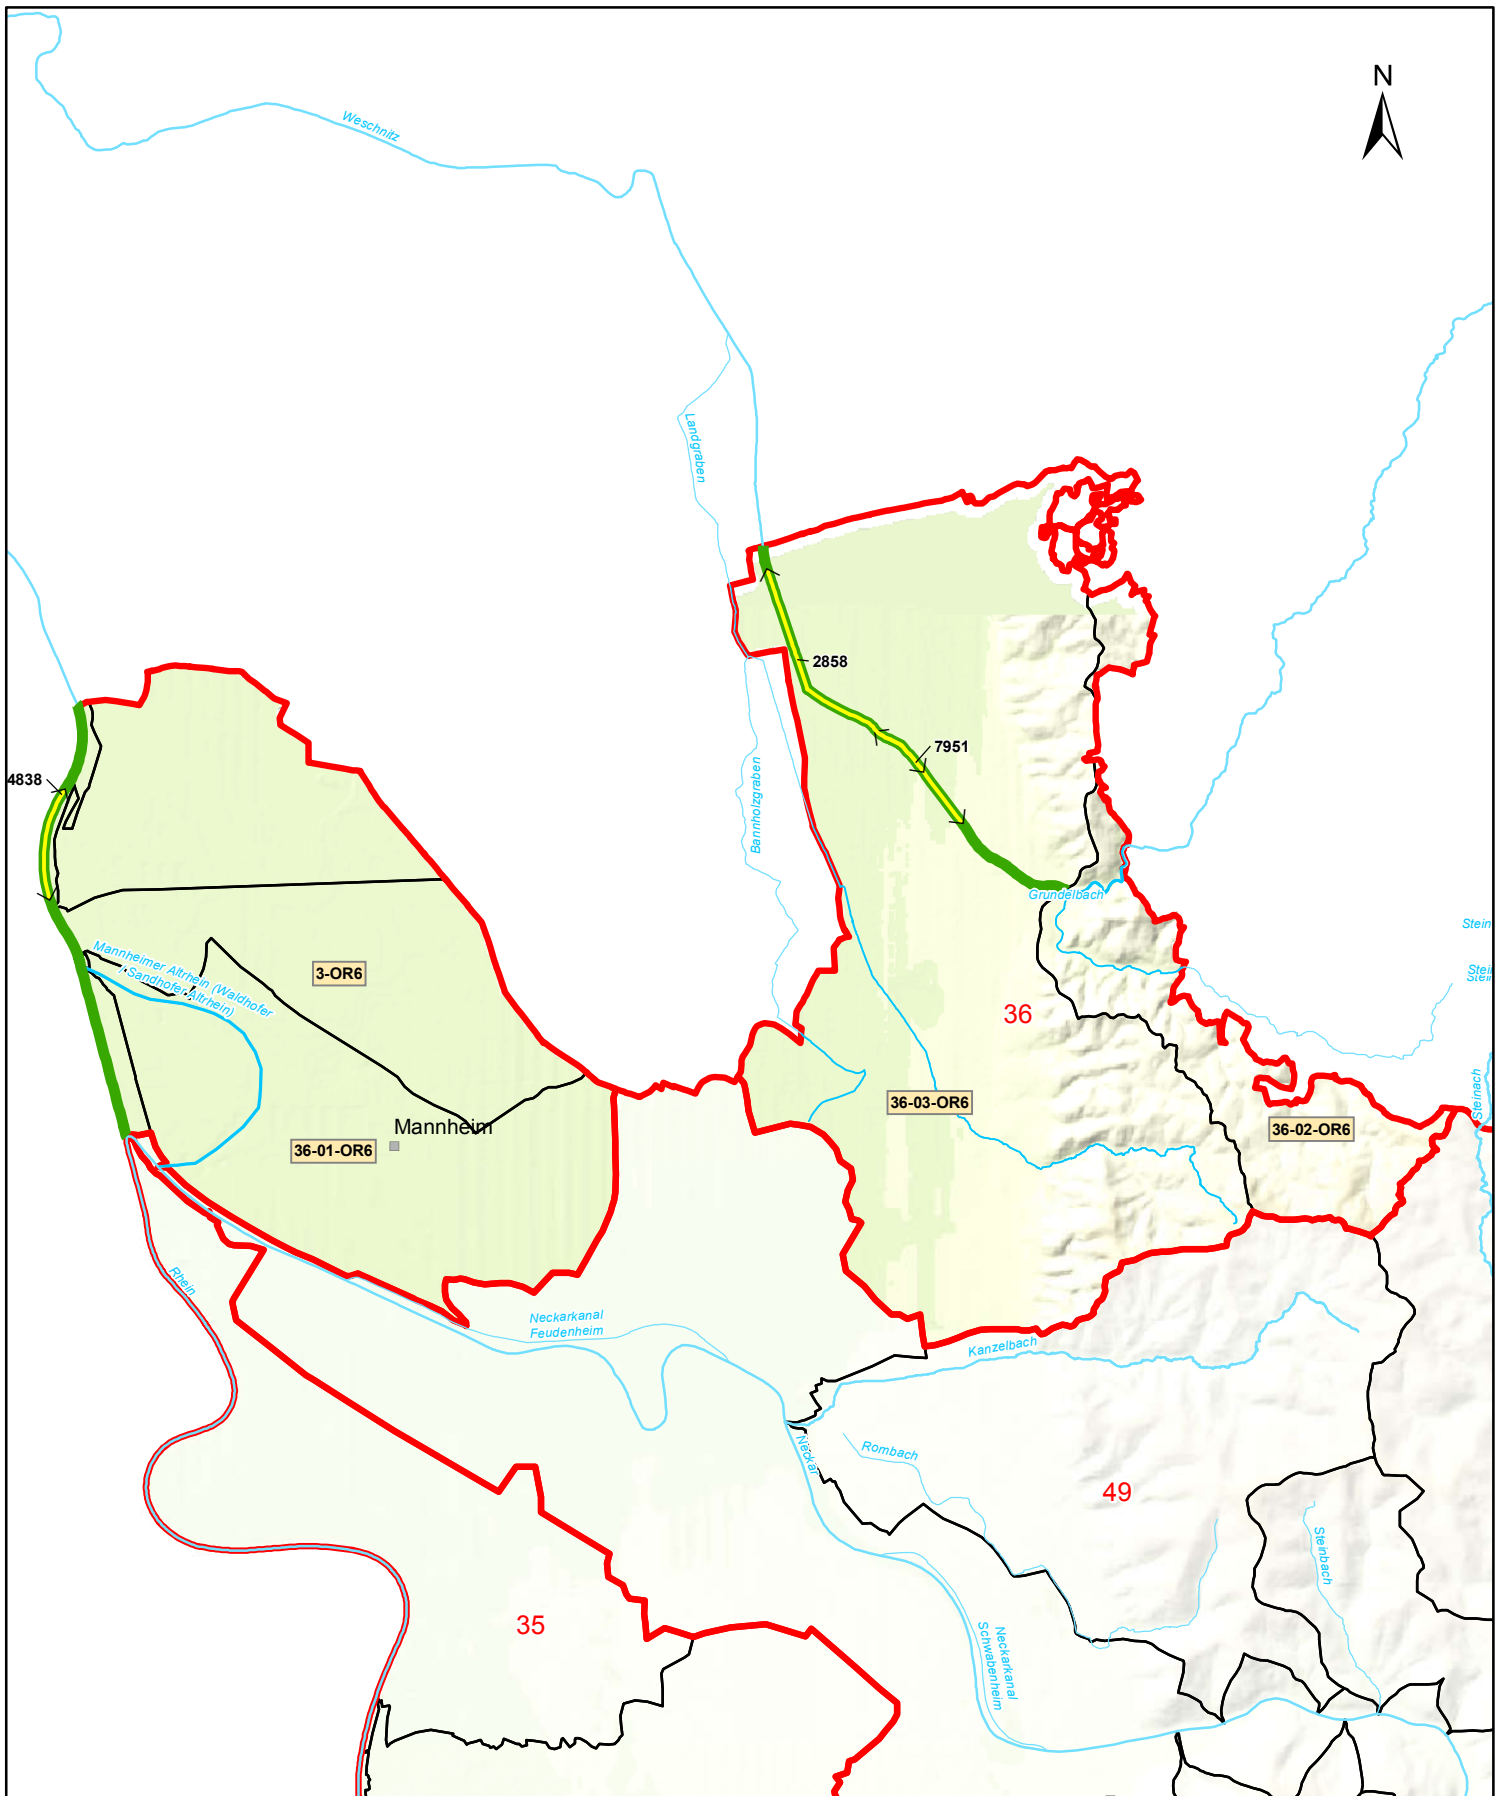 N
Weschnitz
Landgraben
2858
7951
4838
Bannholzgraben
Grundelbach
Stein
Stei
Stein
Mannheimer Altrhein (Waldhofer
/ Sandhofer Altrhein)
3-OR6
36
36-03-OR6
Steinach
Mannheim
36-01-OR6
36-02-OR6
Rhein
Neckarkanal
Feudenheim
Kanzelbach
Neckar
Rombach
49
Steinbach
35
Neckarkanal
Schwabenheim